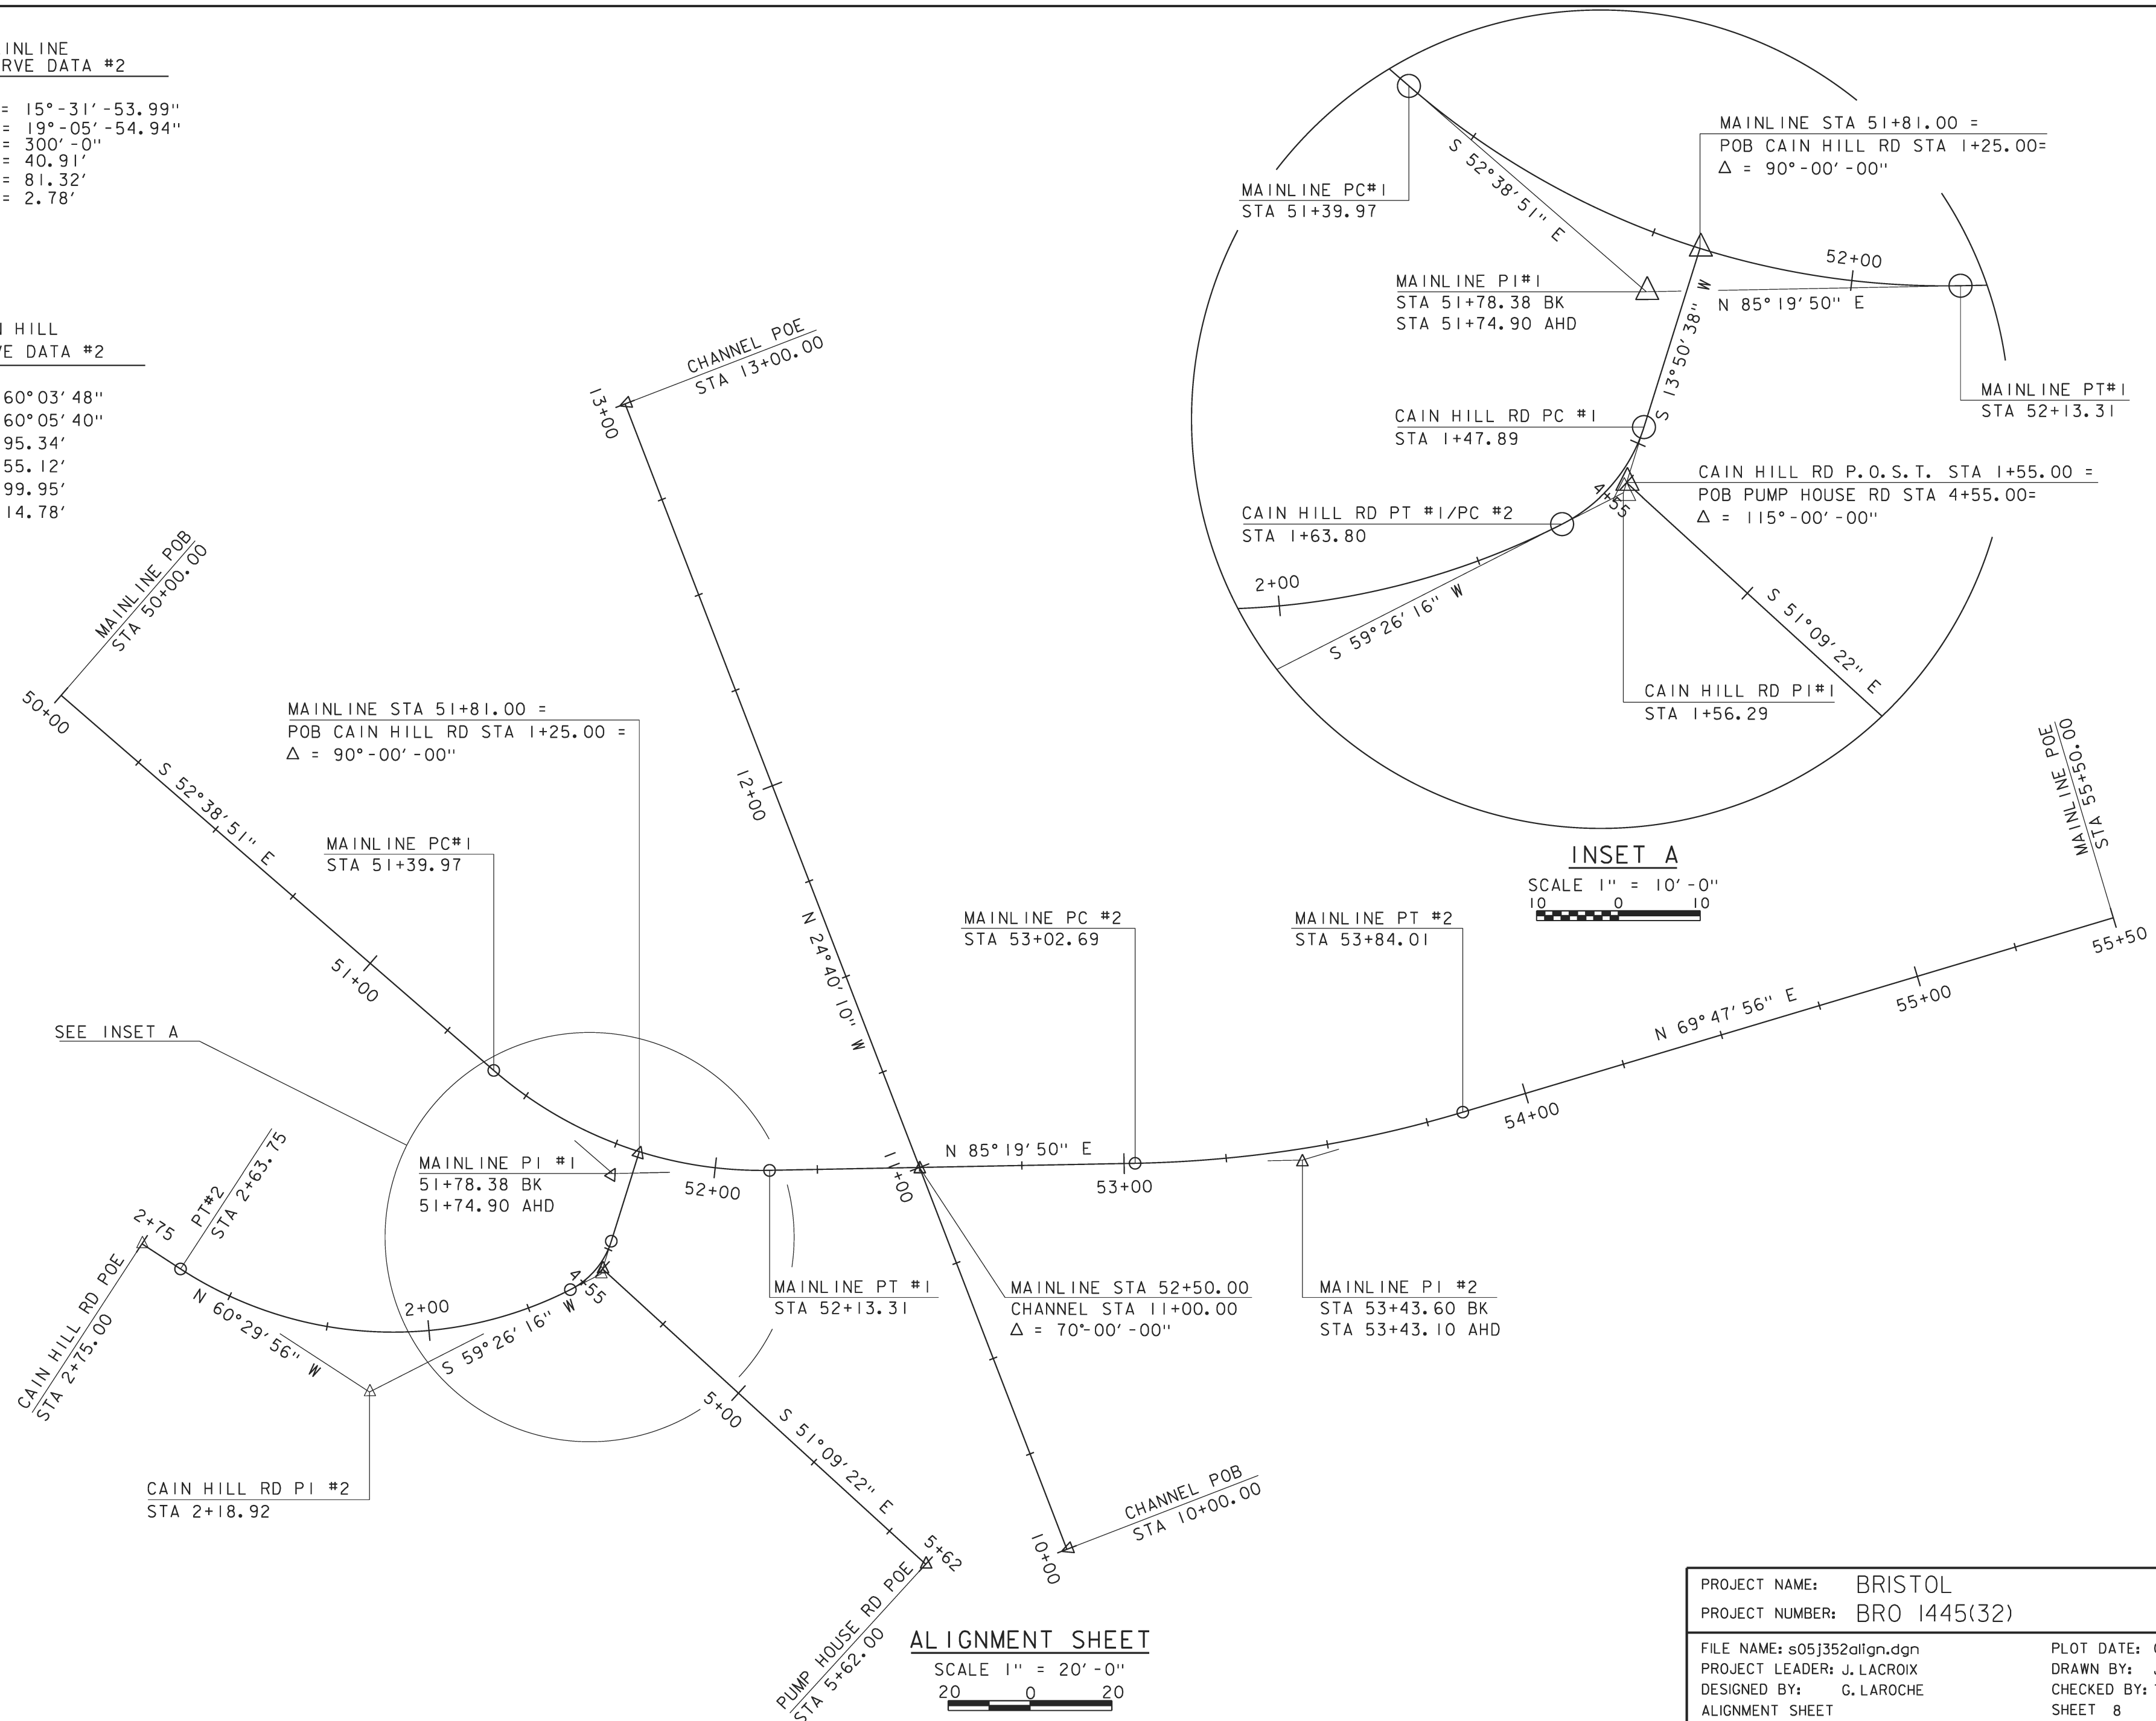 INLINE
RVE DATA #2
= 15°-31'-53.99"
= 19°-05'-54.94"
= 300'-0"
= 40.91'
= 81.32'
= 2.78'
HILL
VE DATA #2
60°03'48"
60°05'40"
95.34'
55.12'
99.95'
14.78'
MAINLINE POB
STA 50+00.00
50+00
S 52°38'51" E
51+00
MAINLINE STA 51+81.00 =
POB CAIN HILL RD STA 1+25.00 =
Δ = 90°-00'-00"
MAINLINE PC#1
STA 51+39.97
SEE INSET A
CHANNEL POE
STA 13+00.00
13+00
12+00
N 24°40'10" W
11+00
MAINLINE PI #1
51+78.38 BK
51+74.90 AHD
52+00
N 85°19'50" E
53+00
MAINLINE PC #2
STA 53+02.69
MAINLINE PT #2
STA 53+84.01
54+00
N 69°47'56" E
55+00
55+50
MAINLINE POE
STA 55+50.00
PT#2
STA 2+63.75
2+75
CAIN HILL RD POE
STA 2+75.00
N 60°29'56" W
2+00
S 59°26'16" W
4+55
MAINLINE PT #1
STA 52+13.31
MAINLINE STA 52+50.00
CHANNEL STA 11+00.00
Δ = 70°-00'-00"
MAINLINE PI #2
STA 53+43.60 BK
STA 53+43.10 AHD
CAIN HILL RD PI #2
STA 2+18.92
5+00
S 51°09'22" E
5+62
PUMP HOUSE RD POE
STA 5+62.00
CHANNEL POB
STA 10+00.00
10+00
ALIGNMENT SHEET
SCALE 1" = 20'-0"
20 0 20
MAINLINE PC#1
STA 51+39.97
S 52°38'51" E
MAINLINE STA 51+81.00 =
POB CAIN HILL RD STA 1+25.00=
Δ = 90°-00'-00"
MAINLINE PI#1
STA 51+78.38 BK
STA 51+74.90 AHD
52+00
N 85°19'50" E
S 13°50'38" W
MAINLINE PT#1
STA 52+13.31
CAIN HILL RD PC #1
STA 1+47.89
CAIN HILL RD P.O.S.T. STA 1+55.00 =
POB PUMP HOUSE RD STA 4+55.00=
Δ = 115°-00'-00"
4+55
CAIN HILL RD PT #1/PC #2
STA 1+63.80
2+00
S 59°26'16" W
S 51°09'22" E
CAIN HILL RD PI#1
STA 1+56.29
INSET A
SCALE 1" = 10'-0"
10 0 10
PROJECT NAME: BRISTOL
PROJECT NUMBER: BRO 1445(32)
FILE NAME: s05j352align.dgn PLOT DATE:
PROJECT LEADER: J. LACROIX DRAWN BY:
DESIGNED BY: G. LAROCHE CHECKED BY:
ALIGNMENT SHEET SHEET 8